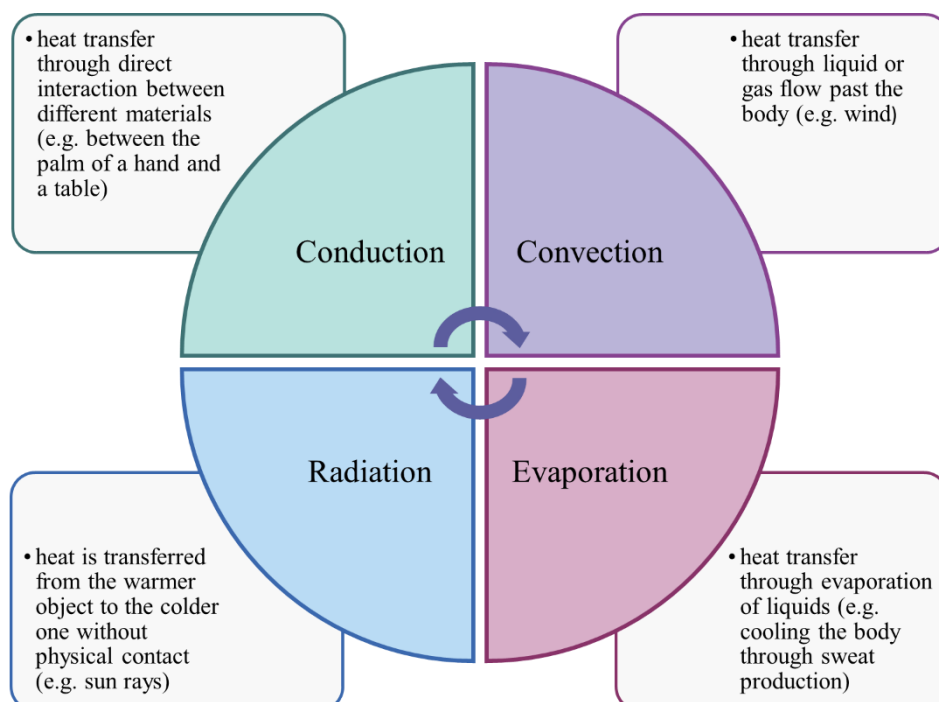 • heat transfer
through direct
interaction between
different materials
(e.g. between the
palm of a hand and
a table)
• heat transfer
through liquid or
gas flow past the
body (e.g. wind)
Conduction
Convection
Radiation
Evaporation
• heat is transferred
from the warmer
object to the colder
one without
physical contact
(e.g. sun rays)
• heat transfer
through evaporation
of liquids (e.g.
cooling the body
through sweat
production)